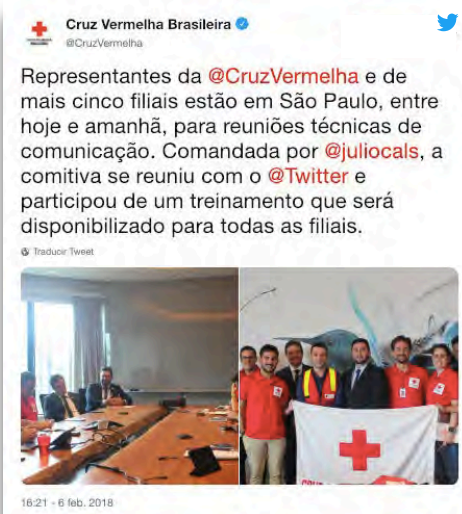 Cruz Vermelha Brasileira
@CruzVermelha
Representantes da @CruzVermelha e de
mais cinco filiais estão em São Paulo, entre
hoje e amanhã, para reuniões técnicas de
comunicação. Comandada por @juliocals, a
comitiva se reuniu com o @Twitter e
participou de um treinamento que será
disponibilizado para todas as filiais.
Traducir Tweet
16:21 - 6 feb. 2018